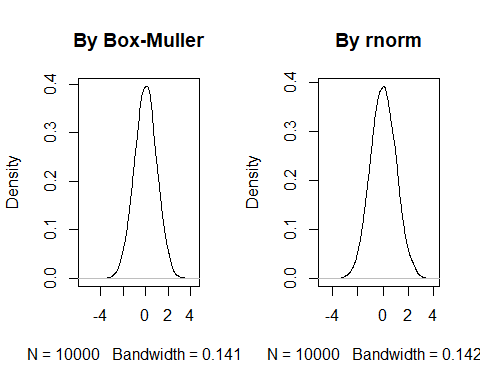 By Box-Muller
Density
0.0 0.1 0.2 0.3 0.4
-4 0 2 4
N = 10000 Bandwidth = 0.141
By rnorm
Density
0.0 0.1 0.2 0.3 0.4
-4 0 2 4
N = 10000 Bandwidth = 0.142